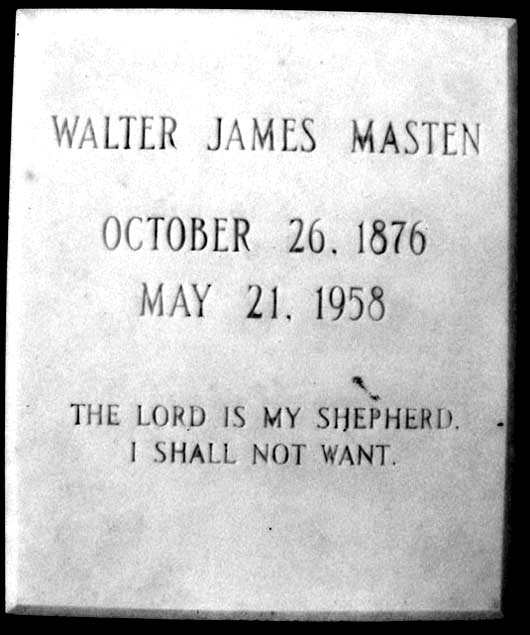 WALTER JAMES MASTEN
OCTOBER 26, 1876
MAY 21, 1958
THE LORD IS MY SHEPHERD.
I SHALL NOT WANT.